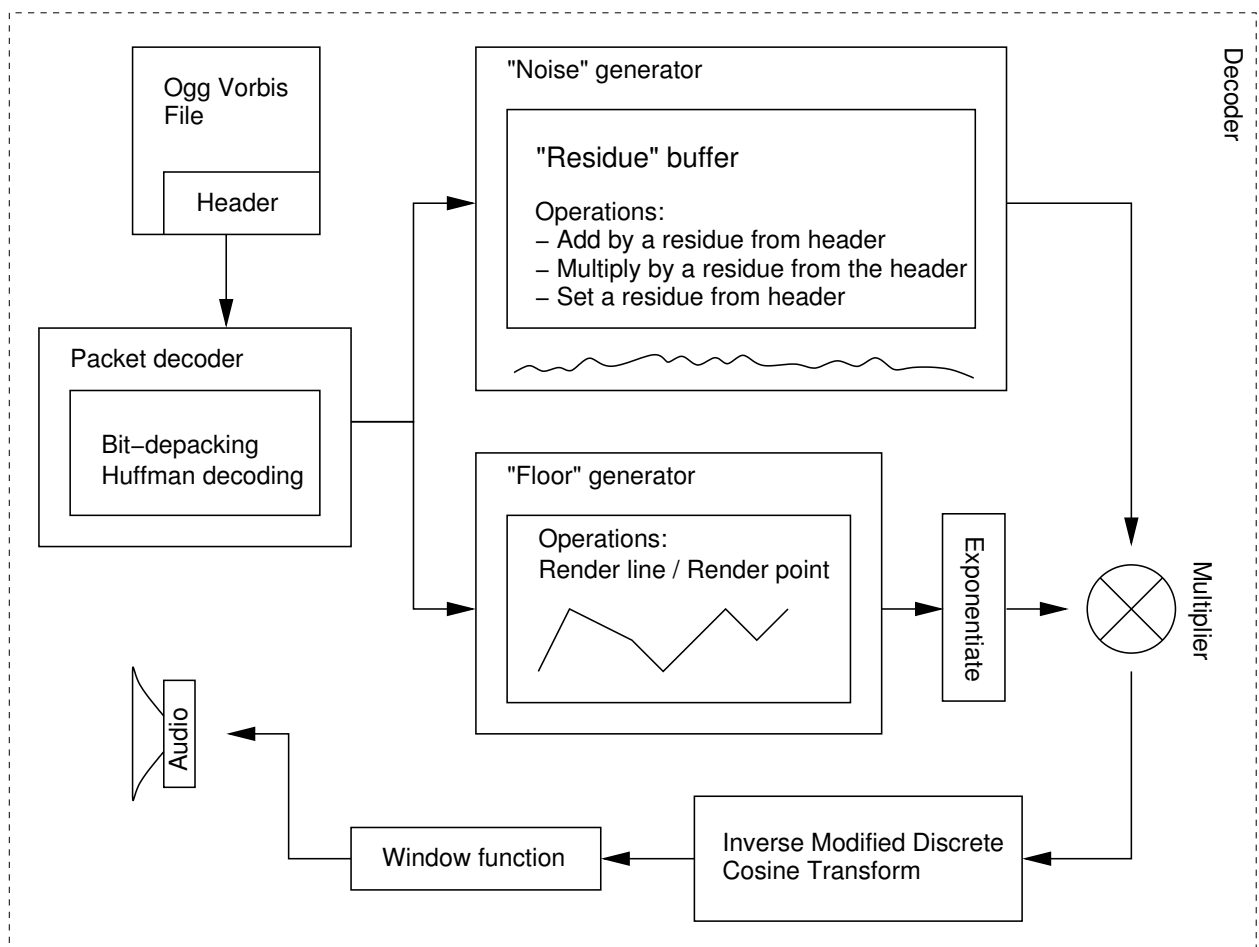 Decoder
Ogg Vorbis
File
Header
"Noise" generator
"Residue" buffer
Operations:
– Add by a residue from header
– Multiply by a residue from the header
– Set a residue from header
Packet decoder
Bit–depacking
Huffman decoding
"Floor" generator
Operations:
Render line / Render point
Exponentiate
Multiplier
Audio
Window function
Inverse Modified Discrete
Cosine Transform